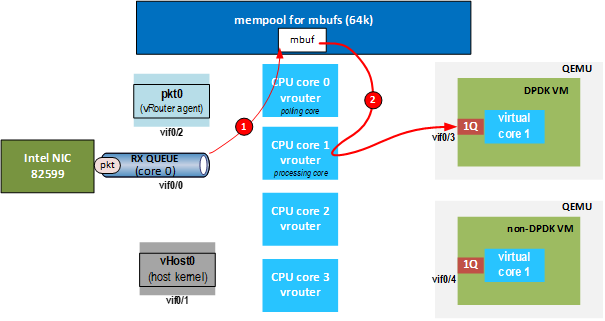 mempool for mbufs (64k)
mbuf
CPU core 0
vrouter
polling core
pkt0
(vRouter agent)
vif0/2
1
2
QEMU
DPDK VM
1Q
virtual
core 1
vif0/3
CPU core 1
vrouter
processing core
Intel NIC
82599
pkt
RX QUEUE
(core 0)
vif0/0
CPU core 2
vrouter
QEMU
non-DPDK VM
1Q
virtual
core 1
vif0/4
vHost0
(host kernel)
vif0/1
CPU core 3
vrouter